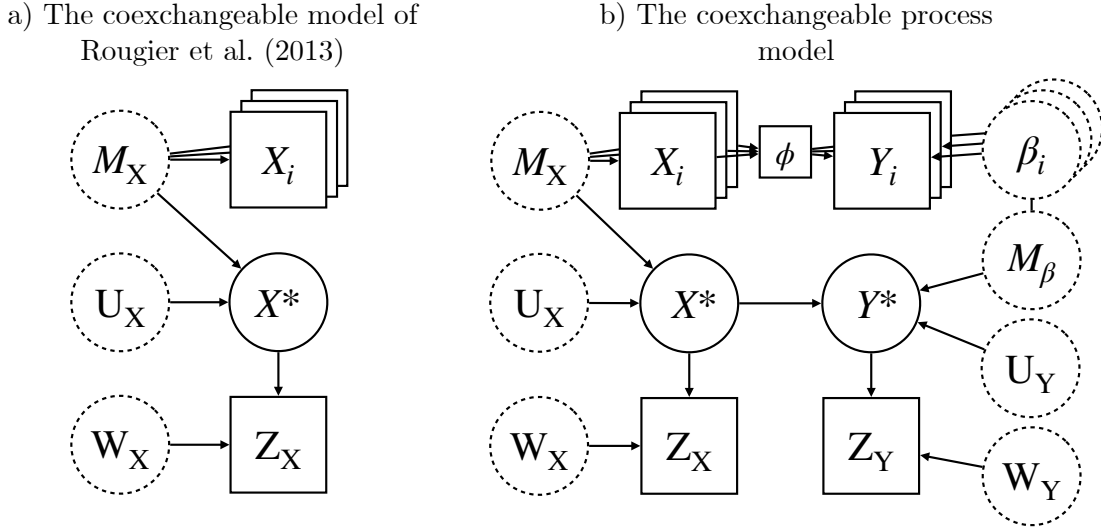 a) The coexchangeable model of
Rougier et al. (2013)
M_X
X_i
U_X
X*
W_X
Z_X
b) The coexchangeable process
model
M_X
X_i
ϕ
Y_i
β_i
M_β
U_X
X*
Y*
U_Y
W_X
Z_X
Z_Y
W_Y